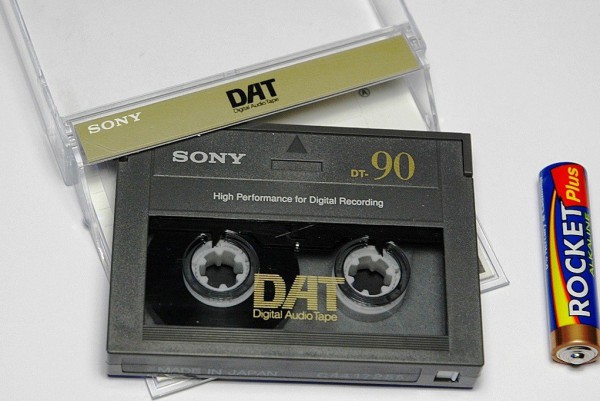 SONY
DAT
Digital Audio Tape
SONY
DT-90
High Performance for Digital Recording
DAT
Digital Audio Tape
MADE IN JAPAN
ROCKET Plus
ALKALINE